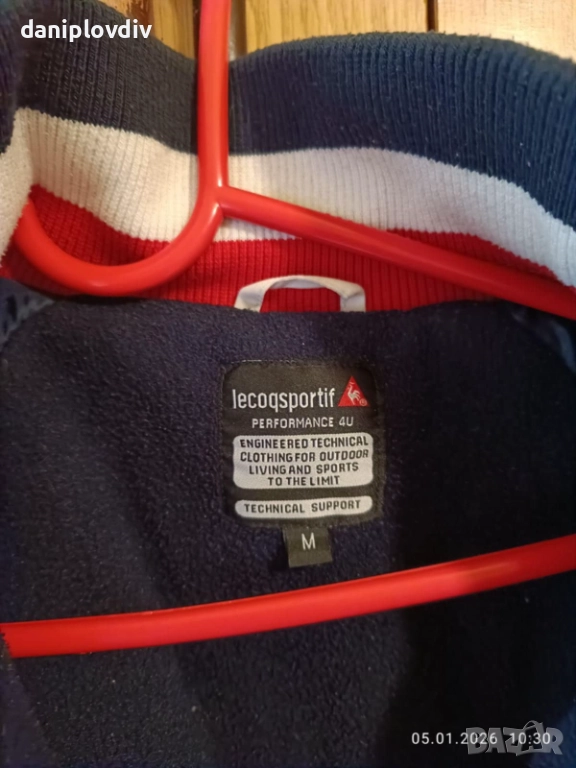 daniplovdiv
lecoqsportif
PERFORMANCE 4U
ENGINEERED TECHNICAL
CLOTHING FOR OUTDOOR
LIVING AND SPORTS
TO THE LIMIT
TECHNICAL SUPPORT
M
05.01.2026 10:30
BAZAR